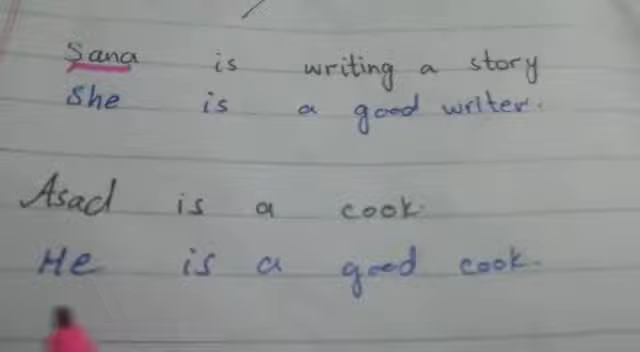 Sana is writing a story
She is a good writer.
Asad is a cook.
He is a good cook.